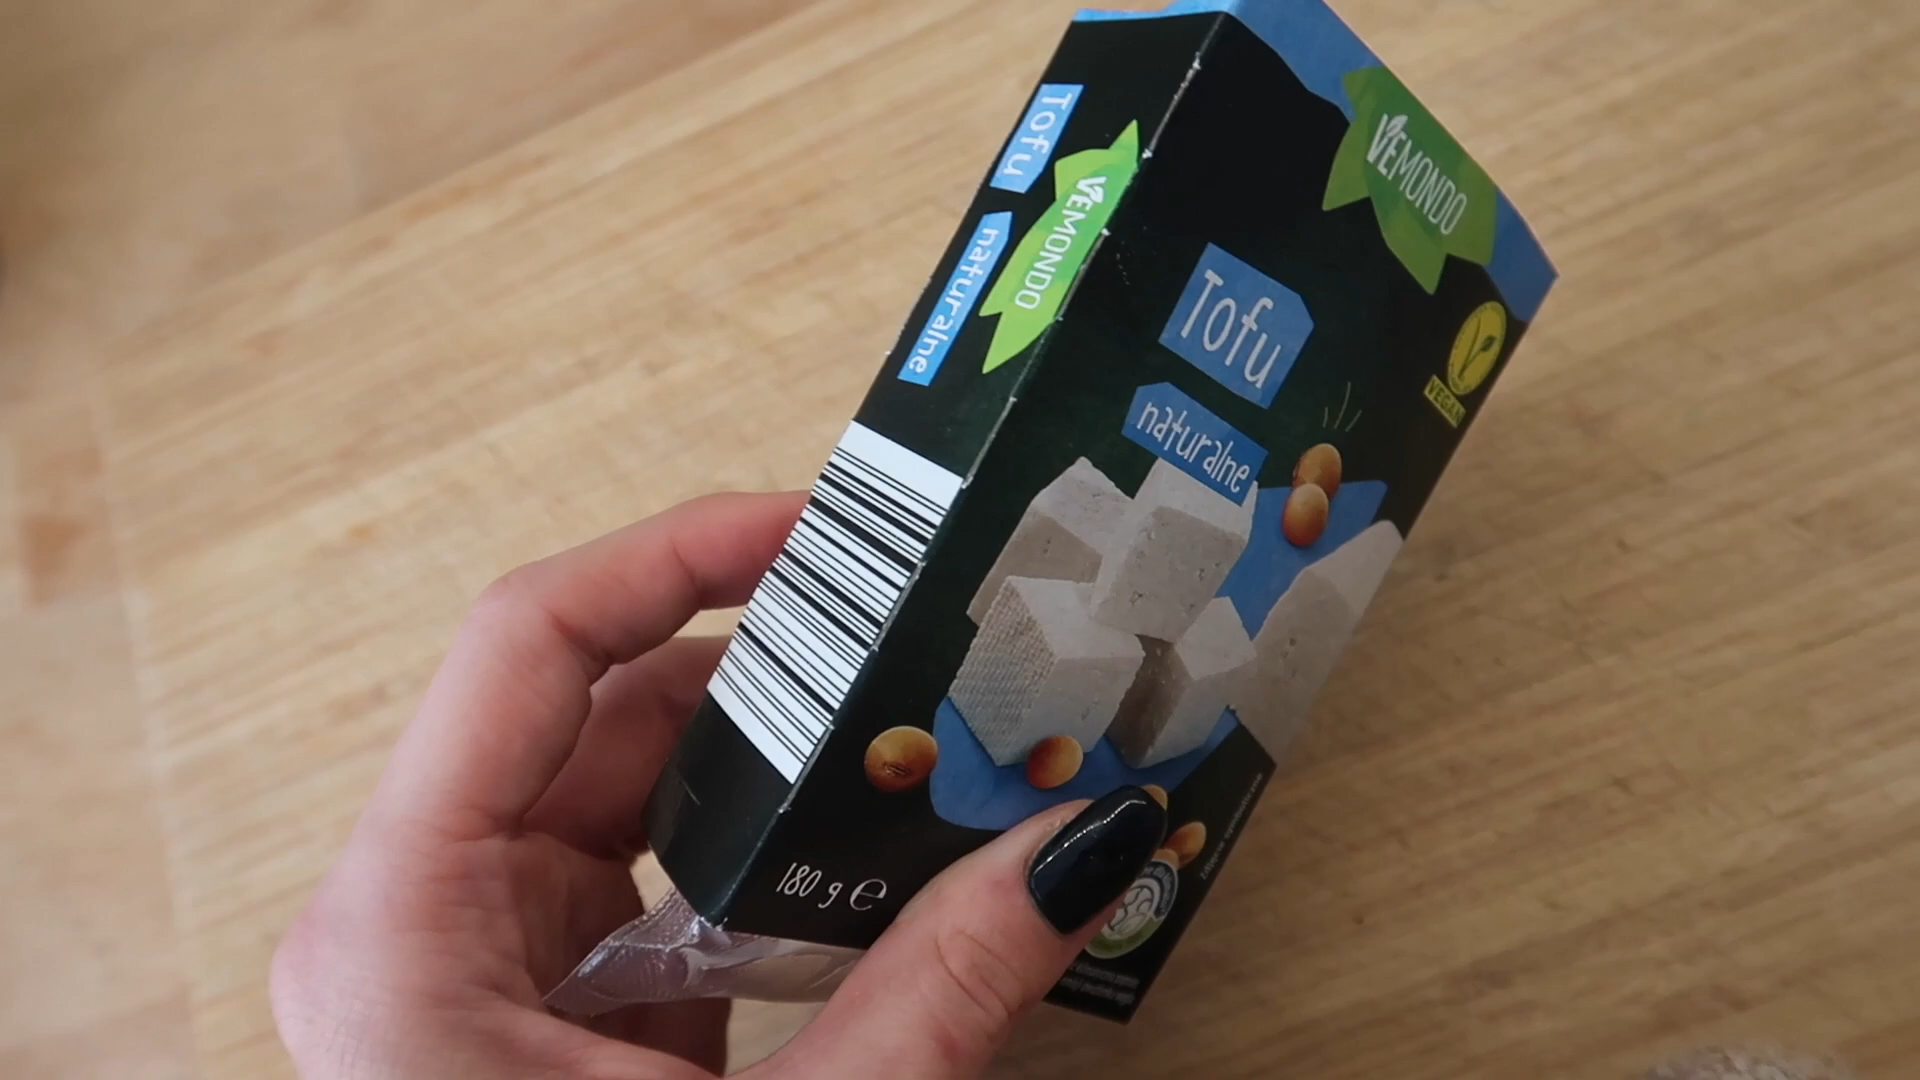 Tofu
naturalne
VEMONDO
VEMONDO
Tofu
naturalne
VEGAN
180 g e